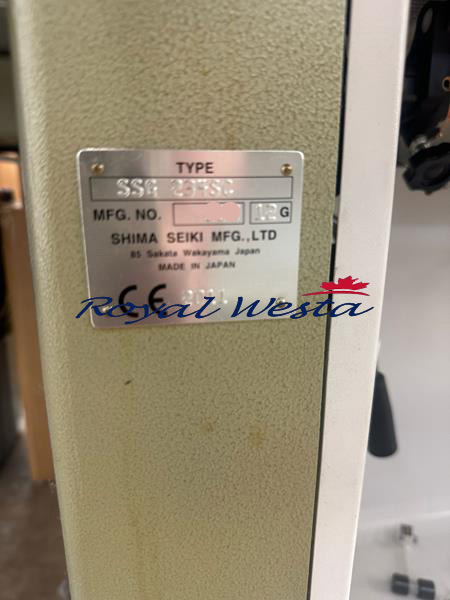 TYPE
SSG 234SC
MFG. NO. 12 G
SHIMA SEIKI MFG.,LTD
85 Sakata Wakayama Japan
MADE IN JAPAN
CE
Royal Westa